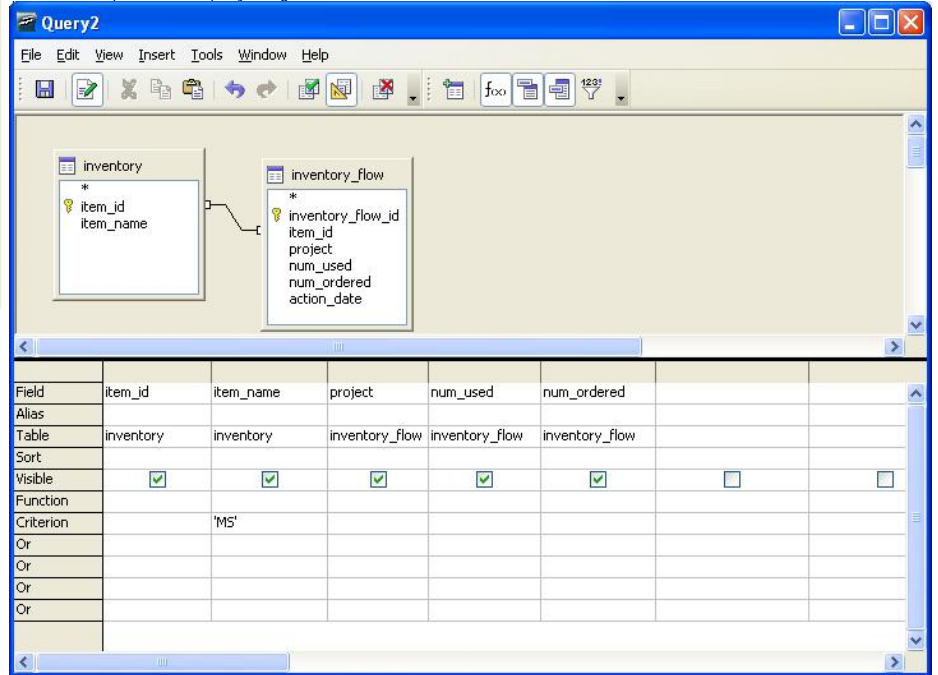 Query2
File Edit View Insert Tools Window Help
f(x) 123!
inventory
*
item_id
item_name
inventory_flow
*
inventory_flow_id
item_id
project
num_used
num_ordered
action_date
Field item_id item_name project num_used num_ordered
Alias
Table inventory inventory inventory_flow inventory_flow inventory_flow
Sort
Visible
Function
Criterion 'MS'
Or
Or
Or
Or